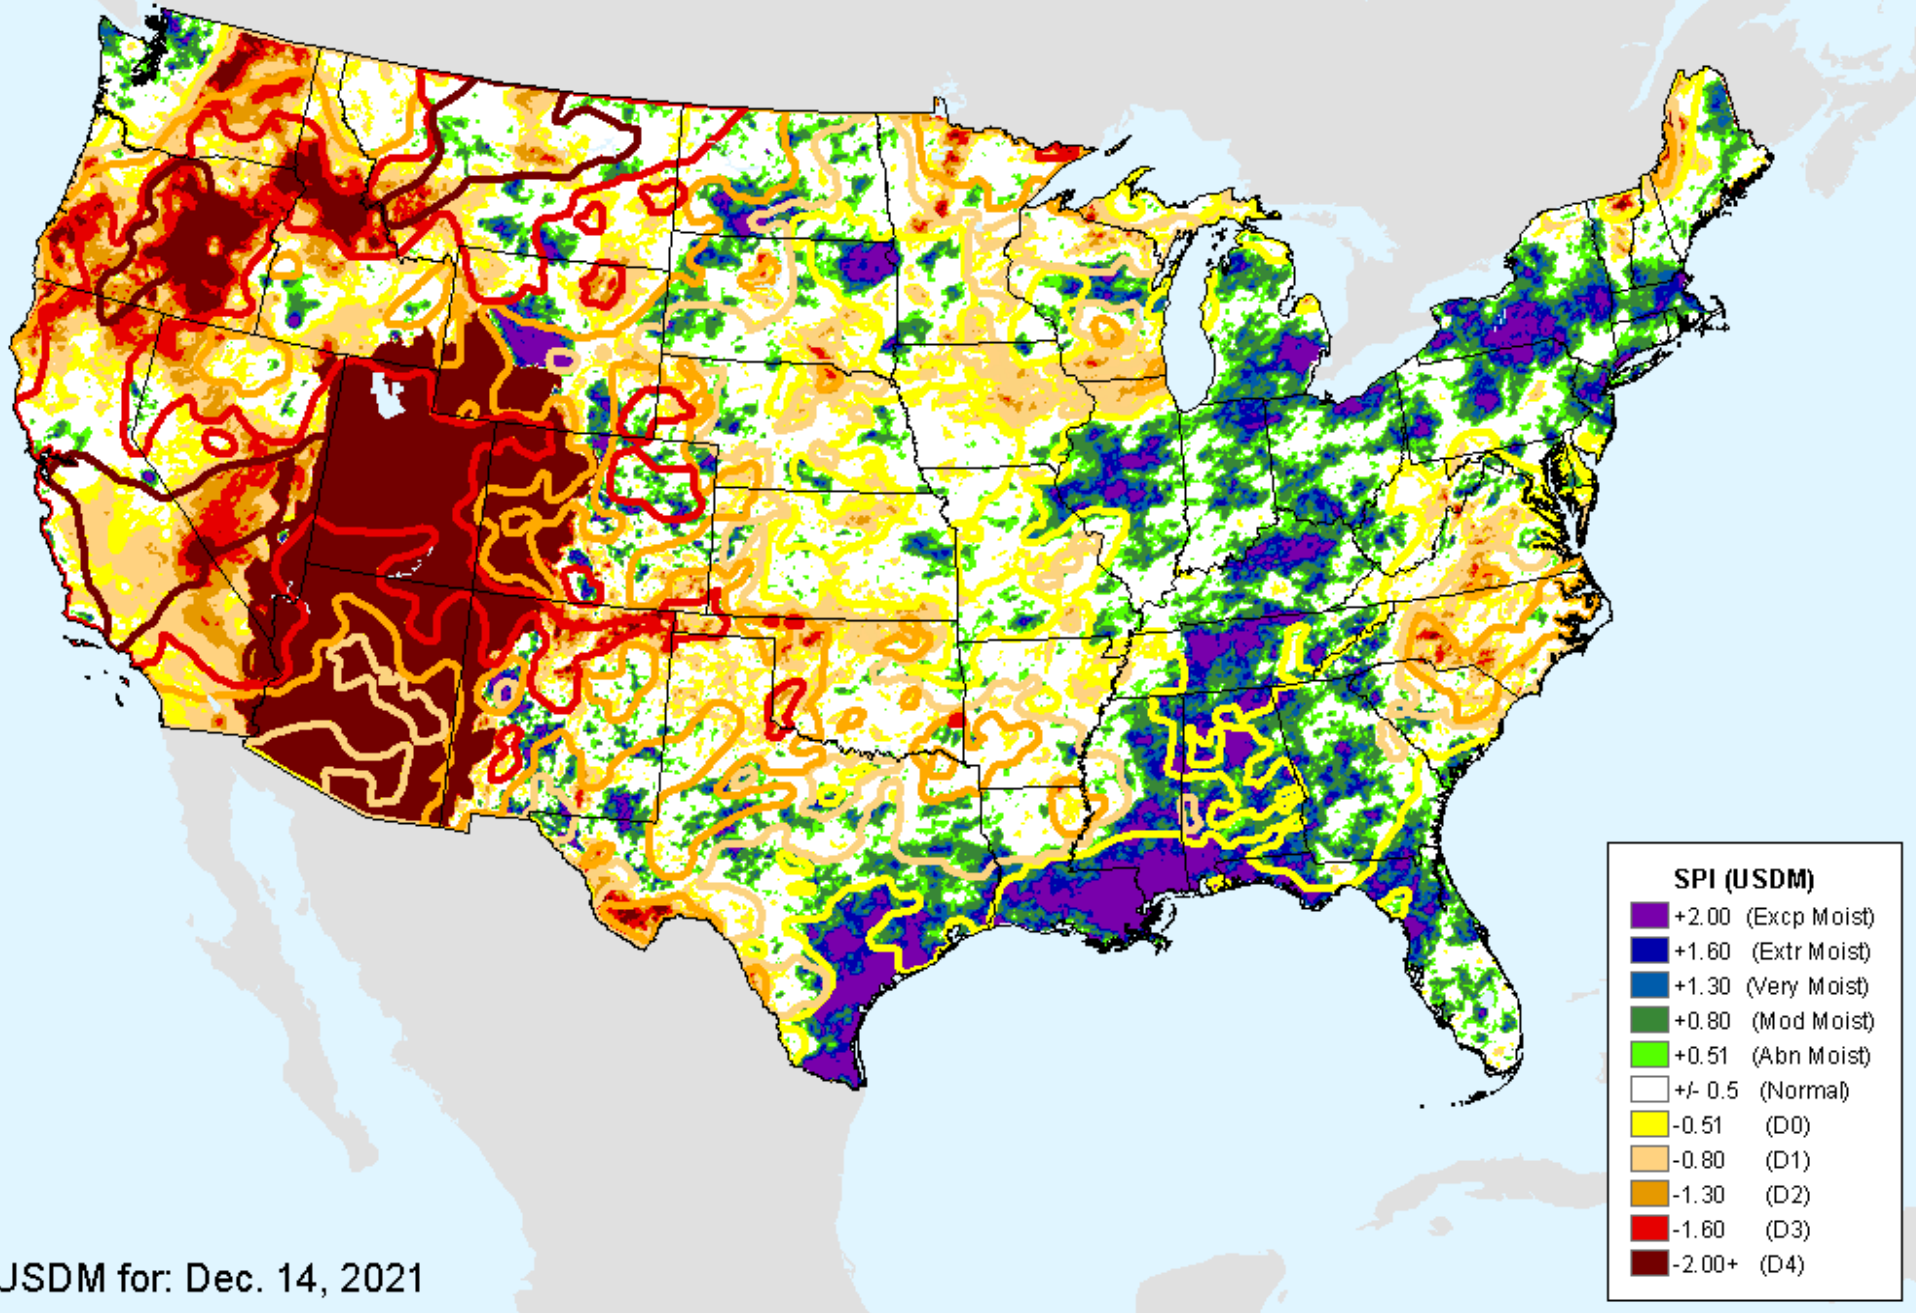 SPI (USDM)
+2.00 (Excp Moist)
+1.60 (Extr Moist)
+1.30 (Very Moist)
+0.80 (Mod Moist)
+0.51 (Abn Moist)
+/- 0.5 (Normal)
-0.51 (D0)
-0.80 (D1)
-1.30 (D2)
-1.60 (D3)
-2.00+ (D4)
USDM for: Dec. 14, 2021